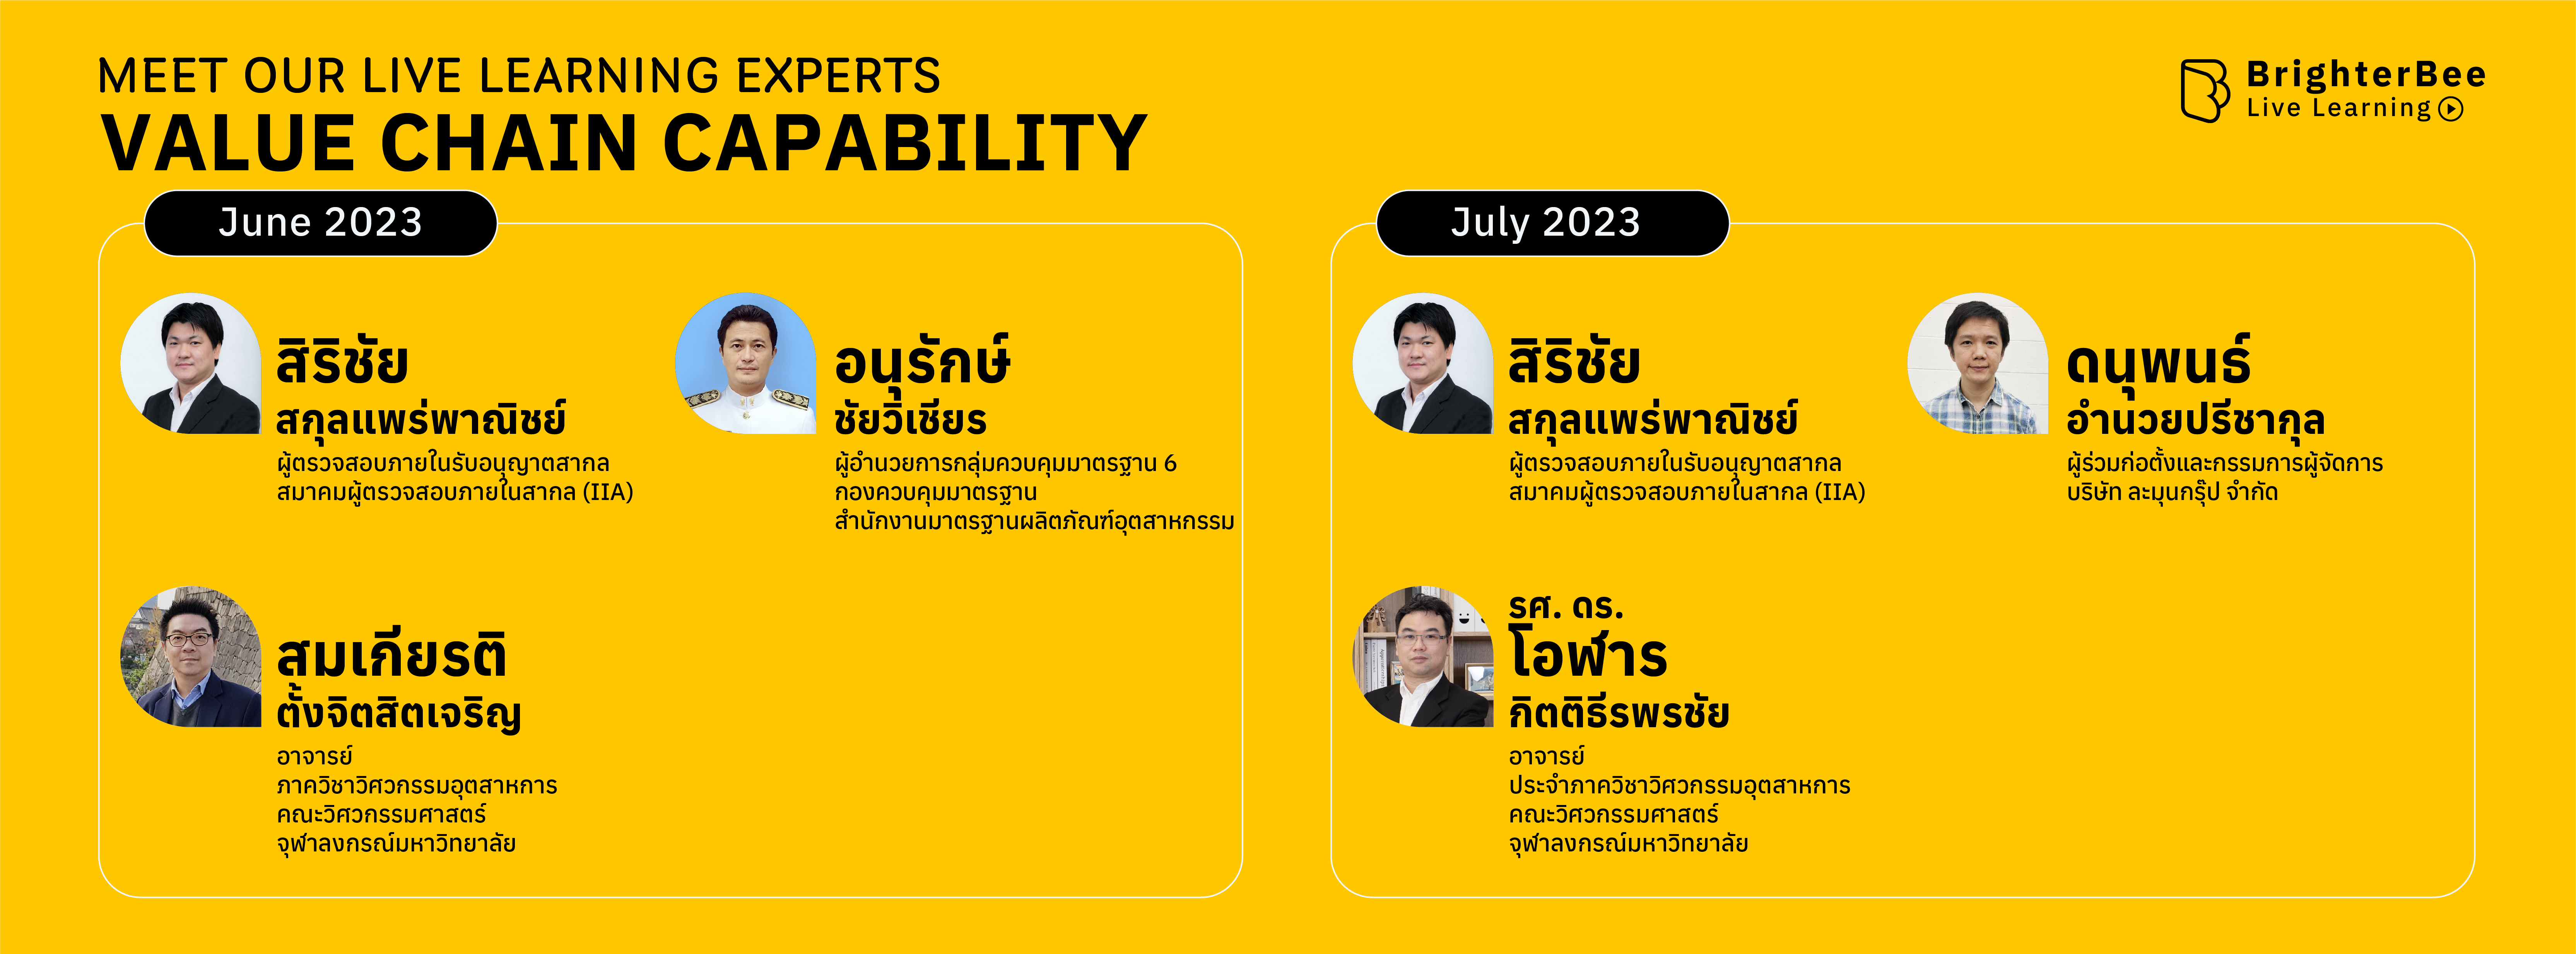 MEET OUR LIVE LEARNING EXPERTS
VALUE CHAIN CAPABILITY
BrighterBee
Live Learning
June 2023
สิริชัย
สกุลแพร่พาณิชย์
ผู้ตรวจสอบภายในรับอนุญาตสากล
สมาคมผู้ตรวจสอบภายในสากล (IIA)
อนุรักษ์
ชัยวิเชียร
ผู้อำนวยการกลุ่มควบคุมมาตรฐาน 6
กองควบคุมมาตรฐาน
สำนักงานมาตรฐานผลิตภัณฑ์อุตสาหกรรม
สมเกียรติ
ตั้งจิตสิตเจริญ
อาจารย์
ภาควิชาวิศวกรรมอุตสาหการ
คณะวิศวกรรมศาสตร์
จุฬาลงกรณ์มหาวิทยาลัย
July 2023
สิริชัย
สกุลแพร่พาณิชย์
ผู้ตรวจสอบภายในรับอนุญาตสากล
สมาคมผู้ตรวจสอบภายในสากล (IIA)
ดนุพนธ์
อำนวยปรีชากุล
ผู้ร่วมก่อตั้งและกรรมการผู้จัดการ
บริษัท ละมุนกรุ๊ป จำกัด
รศ. ดร.
โอฬาร
กิตติธีรพรชัย
อาจารย์
ประจำภาควิชาวิศวกรรมอุตสาหการ
คณะวิศวกรรมศาสตร์
จุฬาลงกรณ์มหาวิทยาลัย